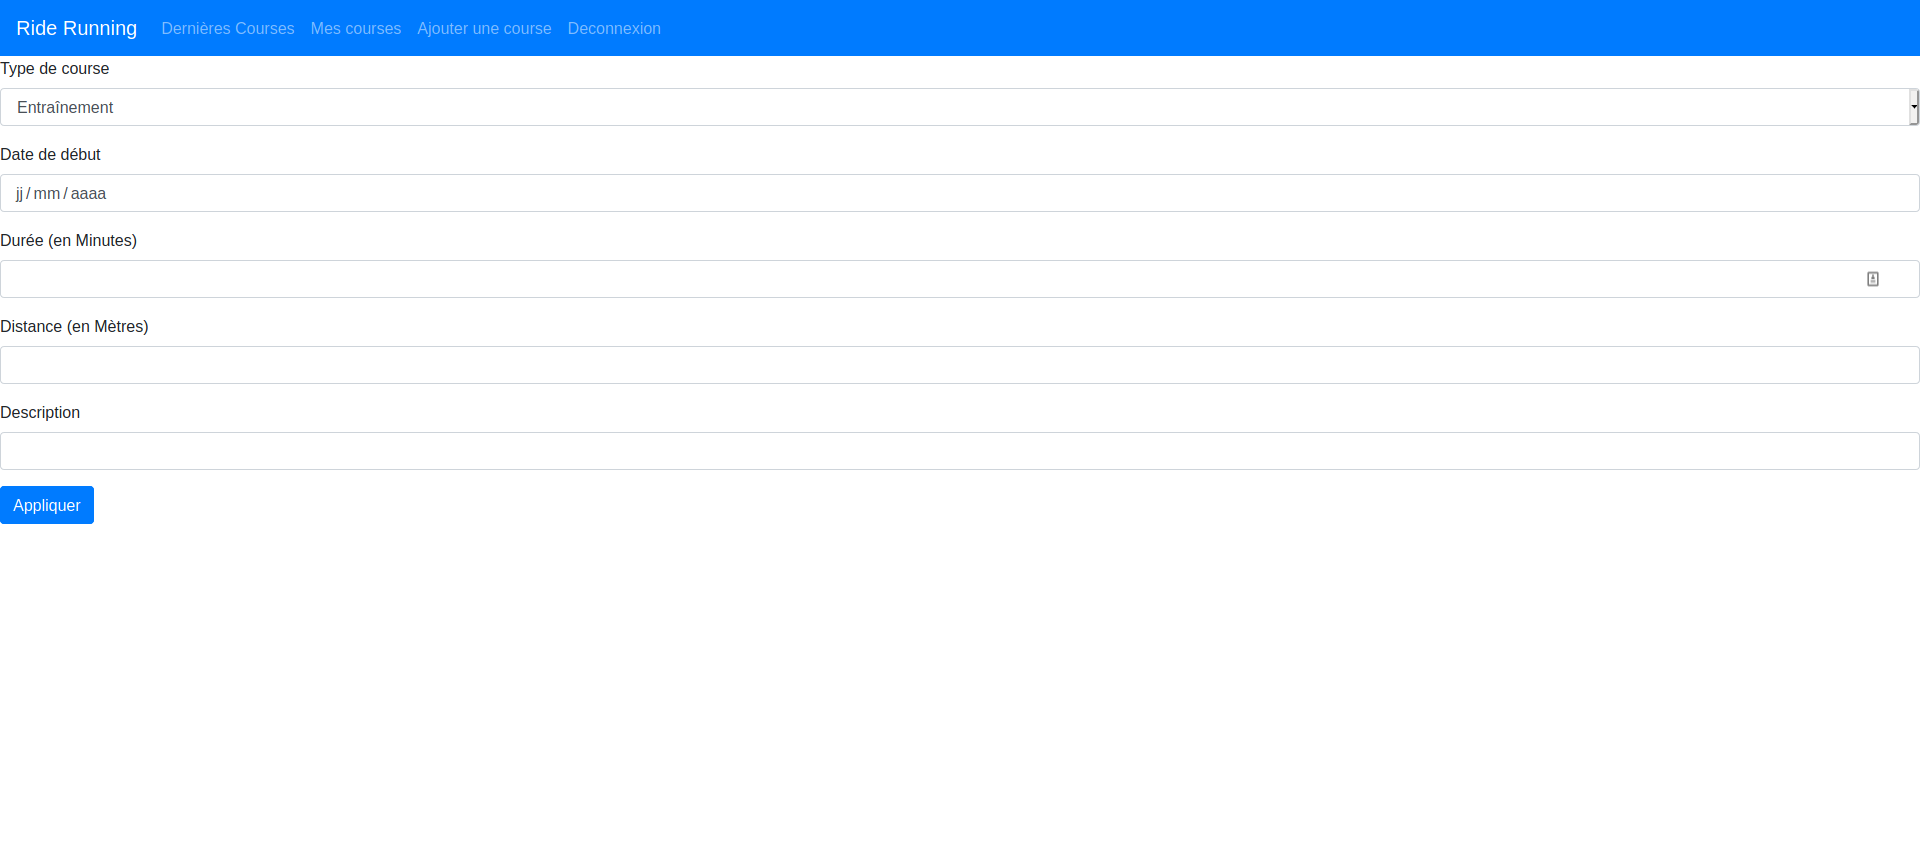 Ride Running Dernières Courses Mes courses Ajouter une course Deconnexion
Type de course
Entraînement
Date de début
jj / mm / aaaa
Durée (en Minutes)
Distance (en Mètres)
Description
Appliquer